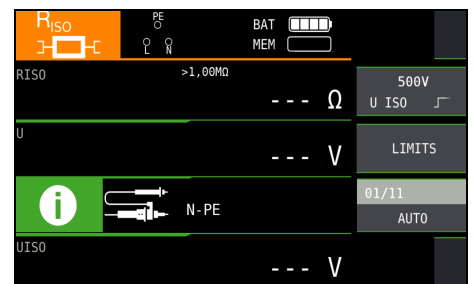 RISO
PE
BAT
L N
MEM
RISO
>1,00MΩ
--- Ω
500V
U ISO
U
--- V
LIMITS
i
N-PE
01/11
AUTO
UISO
--- V